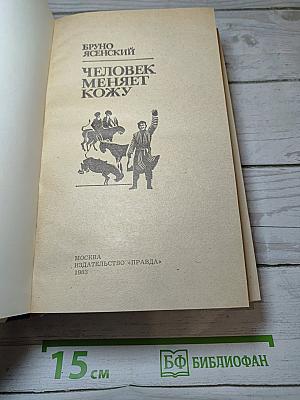 БРУНО
ЯСЕНСКИЙ
ЧЕЛОВЕК
МЕНЯЕТ
КОЖУ
МОСКВА
ИЗДАТЕЛЬСТВО «ПРАВДА»
1983
15 см
БФ БИБЛИОФАН